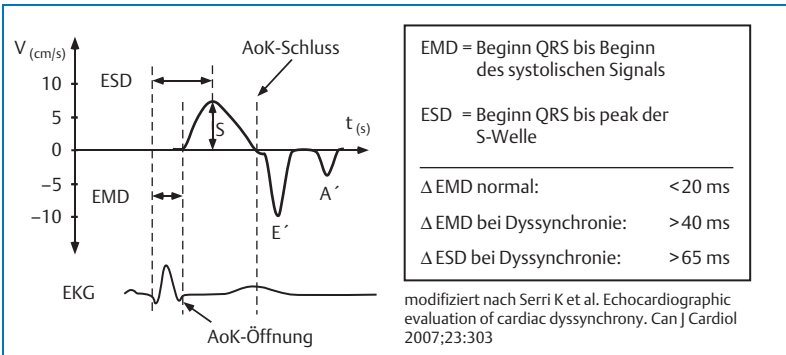 V (cm/s)
AoK-Schluss
ESD
10
5
S
t (s)
0
−5
EMD
A´
−10
E´
EKG
AoK-Öffnung
EMD = Beginn QRS bis Beginn
des systolischen Signals
ESD = Beginn QRS bis peak der
S-Welle
Δ EMD normal: <20 ms
Δ EMD bei Dyssynchronie: >40 ms
Δ ESD bei Dyssynchronie: >65 ms
modifiziert nach Serri K et al. Echocardiographic
evaluation of cardiac dyssynchrony. Can J Cardiol
2007;23:303